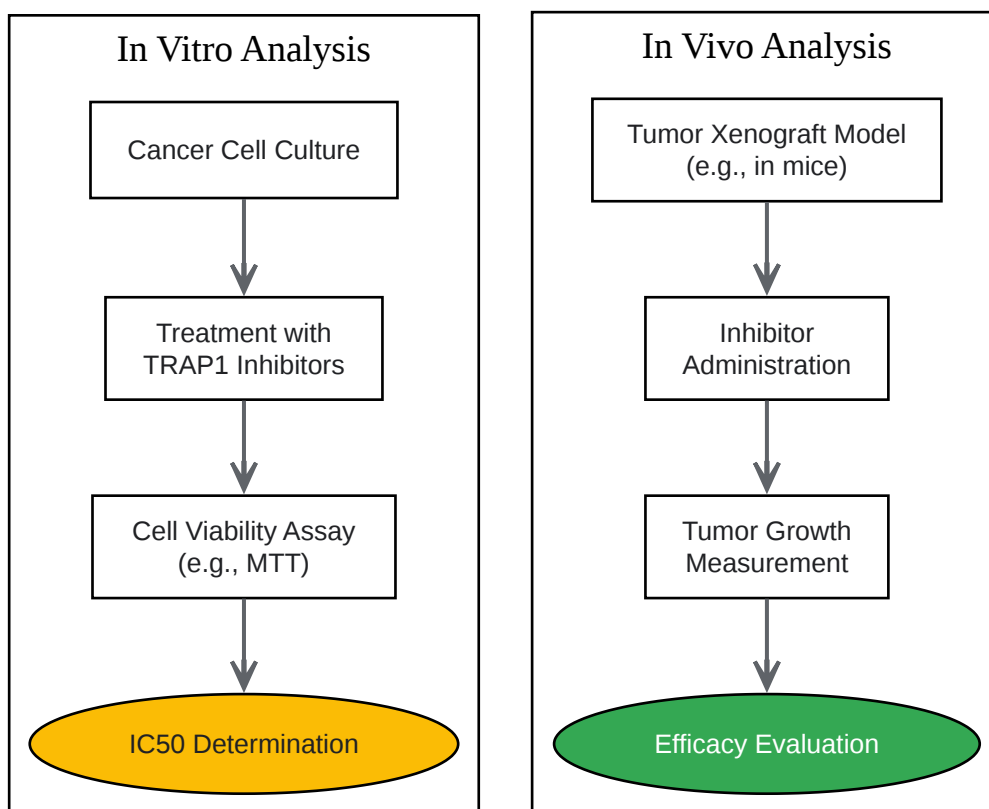 In Vitro Analysis
Cancer Cell Culture
Treatment with
TRAP1 Inhibitors
Cell Viability Assay
(e.g., MTT)
IC50 Determination
In Vivo Analysis
Tumor Xenograft Model
(e.g., in mice)
Inhibitor
Administration
Tumor Growth
Measurement
Efficacy Evaluation